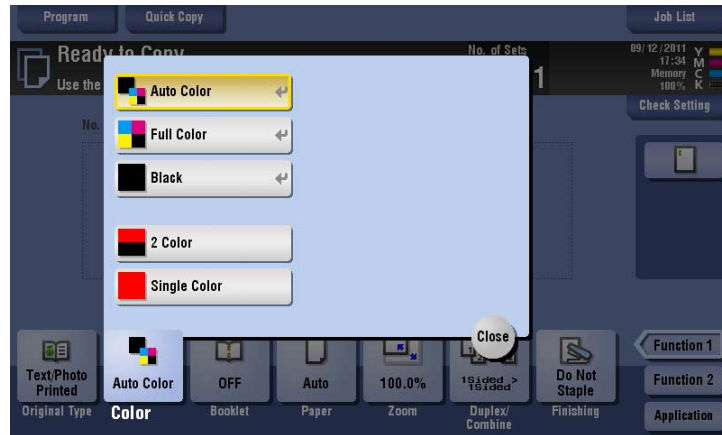 Program
Quick Copy
Job List
Ready to Copy
No. of Sets
1
09/12/2011
17:34
Memory
100%
Y
M
C
K
Use the
Check Setting
No.
Auto Color
Full Color
Black
2 Color
Single Color
Close
Text/Photo
Printed
Auto Color
OFF
Auto
100.0%
1Sided >
1Sided
Do Not
Staple
Original Type
Color
Booklet
Paper
Zoom
Duplex/
Combine
Finishing
Function 1
Function 2
Application